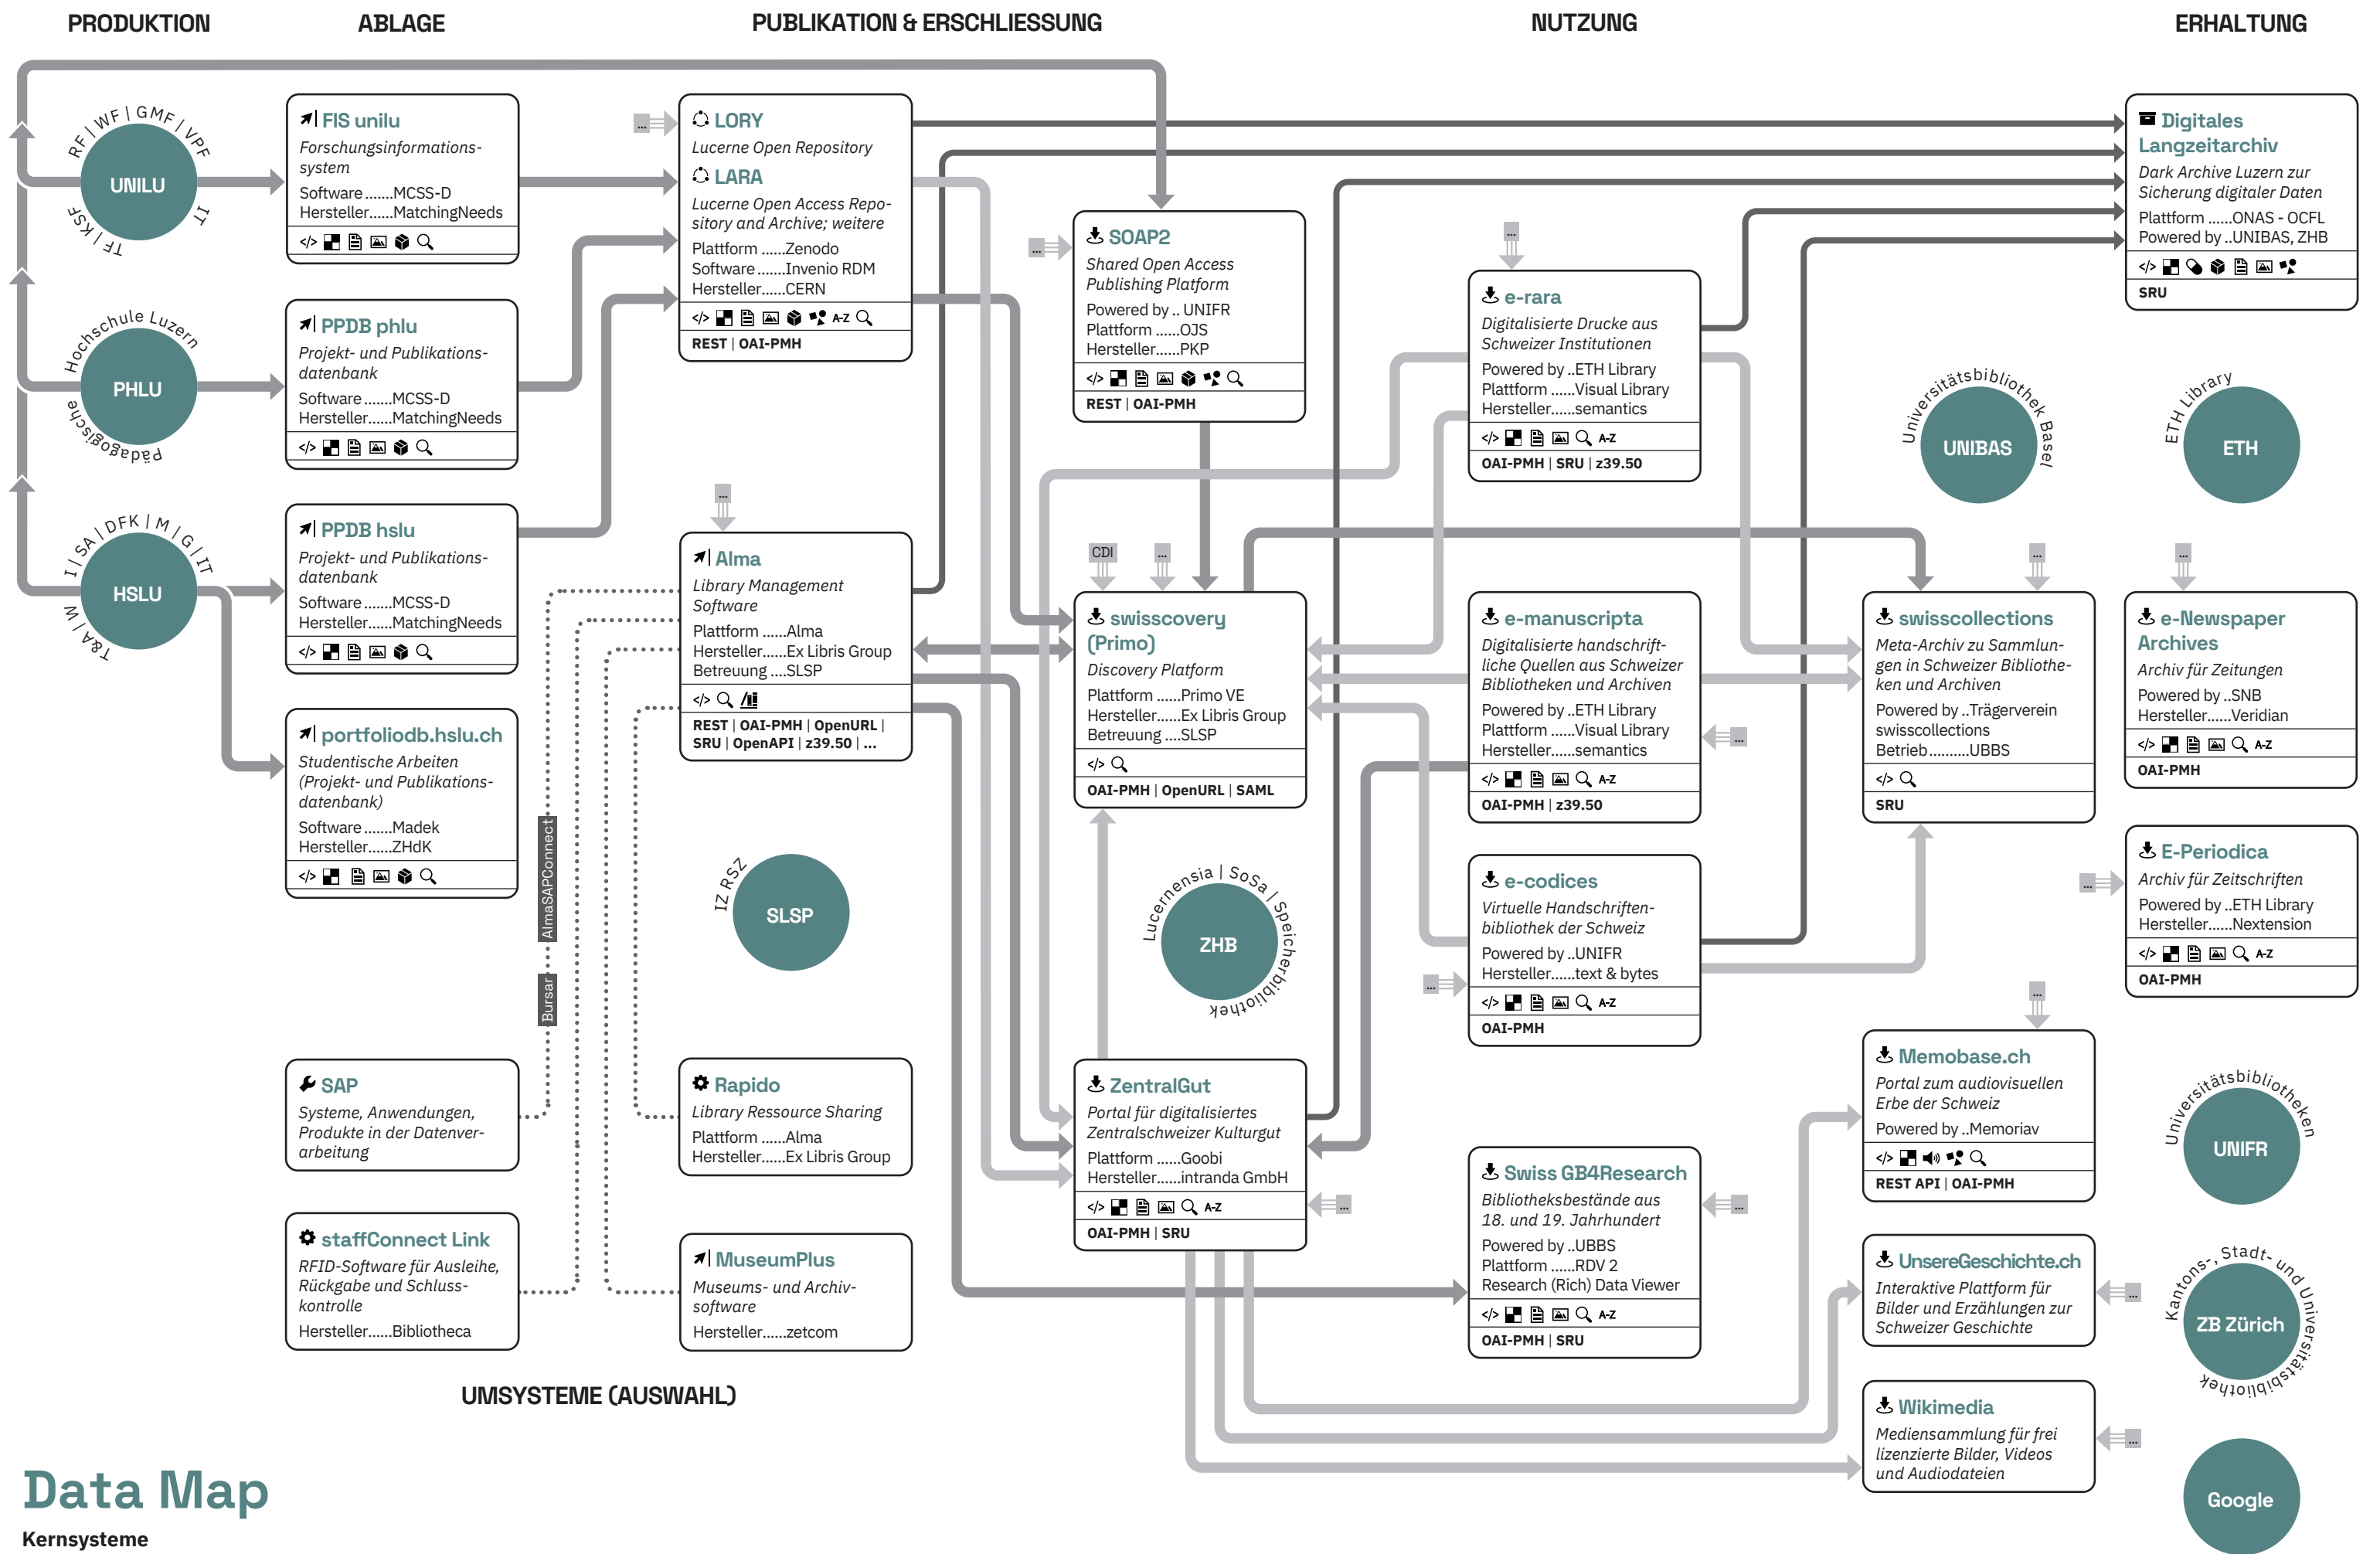 PRODUKTION
ABLAGE
PUBLIKATION & ERSCHLIESSUNG
NUTZUNG
ERHALTUNG
RF | WF | GMF | VPF
UNILU
TF | KSF
IT
Hochschule Luzern
PHLU
Pädagogische
I | SA | DFK | M | G | IT
HSLU
T&A | W
FIS unilu
Forschungsinformations-
system
Software.......MCSS-D
Hersteller......MatchingNeeds
</>
PPDB phlu
Projekt- und Publikations-
datenbank
Software.......MCSS-D
Hersteller......MatchingNeeds
</>
PPDB hslu
Projekt- und Publikations-
datenbank
Software.......MCSS-D
Hersteller......MatchingNeeds
</>
portfoliodb.hslu.ch
Studentische Arbeiten
(Projekt- und Publikations-
datenbank)
Software.......Madek
Hersteller......ZHdK
</>
AlmaSAPConnect
Bursar
SAP
Systeme, Anwendungen,
Produkte in der Datenver-
arbeitung
staffConnect Link
RFID-Software für Ausleihe,
Rückgabe und Schluss-
kontrolle
Hersteller......Bibliotheca
...
LORY
Lucerne Open Repository
LARA
Lucerne Open Access Repo-
sitory and Archive; weitere
Plattform ......Zenodo
Software.......Invenio RDM
Hersteller......CERN
</> A-Z
REST | OAI-PMH
...
Alma
Library Management
Software
Plattform ......Alma
Hersteller......Ex Libris Group
Betreuung ....SLSP
</>
REST | OAI-PMH | OpenURL |
SRU | OpenAPI | z39.50 | ...
IZ RSZ
SLSP
Rapido
Library Ressource Sharing
Plattform ......Alma
Hersteller......Ex Libris Group
MuseumPlus
Museums- und Archiv-
software
Hersteller......zetcom
UMSYSTEME (AUSWAHL)
...
SOAP2
Shared Open Access
Publishing Platform
Powered by .. UNIFR
Plattform ......OJS
Hersteller......PKP
</>
REST | OAI-PMH
CDI
...
swisscovery
(Primo)
Discovery Platform
Plattform ......Primo VE
Hersteller......Ex Libris Group
Betreuung ....SLSP
</>
OAI-PMH | OpenURL | SAML
Lucernensia | SoSa | Speicherbibliothek
ZHB
ZentralGut
Portal für digitalisiertes
Zentralschweizer Kulturgut
Plattform ......Goobi
Hersteller......intranda GmbH
</> A-Z
OAI-PMH | SRU
...
...
e-rara
Digitalisierte Drucke aus
Schweizer Institutionen
Powered by ..ETH Library
Plattform ......Visual Library
Hersteller......semantics
</> A-Z
OAI-PMH | SRU | z39.50
e-manuscripta
Digitalisierte handschrift-
liche Quellen aus Schweizer
Bibliotheken und Archiven
Powered by ..ETH Library
Plattform ......Visual Library
Hersteller......semantics
</> A-Z
OAI-PMH | z39.50
...
e-codices
Virtuelle Handschriften-
bibliothek der Schweiz
Powered by ..UNIFR
Hersteller......text & bytes
</> A-Z
OAI-PMH
...
Swiss GB4Research
Bibliotheksbestände aus
18. und 19. Jahrhundert
Powered by ..UBBS
Plattform ......RDV 2
Research (Rich) Data Viewer
</> A-Z
OAI-PMH | SRU
...
Universitätsbibliothek Basel
UNIBAS
...
swisscollections
Meta-Archiv zu Sammlun-
gen in Schweizer Bibliothe-
ken und Archiven
Powered by ..Trägerverein
swisscollections
Betrieb..........UBBS
</>
SRU
...
Memobase.ch
Portal zum audiovisuellen
Erbe der Schweiz
Powered by ..Memoriav
</>
REST API | OAI-PMH
UnsereGeschichte.ch
Interaktive Plattform für
Bilder und Erzählungen zur
Schweizer Geschichte
...
Wikimedia
Mediensammlung für frei
lizenzierte Bilder, Videos
und Audiodateien
...
Digitales
Langzeitarchiv
Dark Archive Luzern zur
Sicherung digitaler Daten
Plattform ......ONAS - OCFL
Powered by ..UNIBAS, ZHB
</>
SRU
ETH Library
ETH
...
e-Newspaper
Archives
Archiv für Zeitungen
Powered by ..SNB
Hersteller......Veridian
</> A-Z
OAI-PMH
...
E-Periodica
Archiv für Zeitschriften
Powered by ..ETH Library
Hersteller......Nextension
</> A-Z
OAI-PMH
Universitätsbibliotheken
UNIFR
Kantons-, Stadt- und Universitätsbibliothek
ZB Zürich
Google
Data Map
Kernsysteme